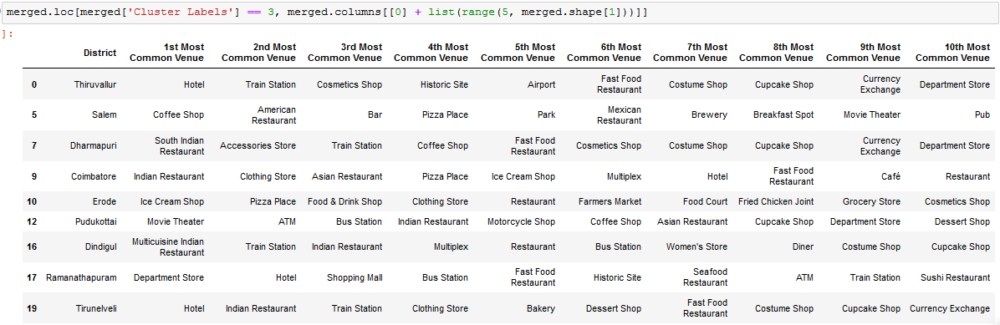 merged.loc[merged['Cluster Labels'] == 3, merged.columns[[0] + list(range(5, merged.shape[1]))]]
]:
District 1st Most Common Venue 2nd Most Common Venue 3rd Most Common Venue 4th Most Common Venue 5th Most Common Venue 6th Most Common Venue 7th Most Common Venue 8th Most Common Venue 9th Most Common Venue 10th Most Common Venue
0 Thiruvallur Hotel Train Station Cosmetics Shop Historic Site Airport Fast Food Restaurant Costume Shop Cupcake Shop Currency Exchange Department Store
5 Salem Coffee Shop American Restaurant Bar Pizza Place Park Mexican Restaurant Brewery Breakfast Spot Movie Theater Pub
7 Dharmapuri South Indian Restaurant Accessories Store Train Station Coffee Shop Fast Food Restaurant Cosmetics Shop Costume Shop Cupcake Shop Currency Exchange Department Store
9 Coimbatore Indian Restaurant Clothing Store Asian Restaurant Pizza Place Ice Cream Shop Multiplex Hotel Fast Food Restaurant Café Restaurant
10 Erode Ice Cream Shop Pizza Place Food & Drink Shop Clothing Store Restaurant Farmers Market Food Court Fried Chicken Joint Grocery Store Cosmetics Shop
12 Pudukottai Movie Theater ATM Bus Station Indian Restaurant Motorcycle Shop Coffee Shop Asian Restaurant Cupcake Shop Department Store Dessert Shop
16 Dindigul Multicuisine Indian Restaurant Train Station Indian Restaurant Multiplex Restaurant Bus Station Women's Store Diner Costume Shop Cupcake Shop
17 Ramanathapuram Department Store Hotel Shopping Mall Bus Station Fast Food Restaurant Historic Site Seafood Restaurant ATM Train Station Sushi Restaurant
19 Tirunelveli Hotel Indian Restaurant Train Station Clothing Store Bakery Dessert Shop Fast Food Restaurant Costume Shop Cupcake Shop Currency Exchange